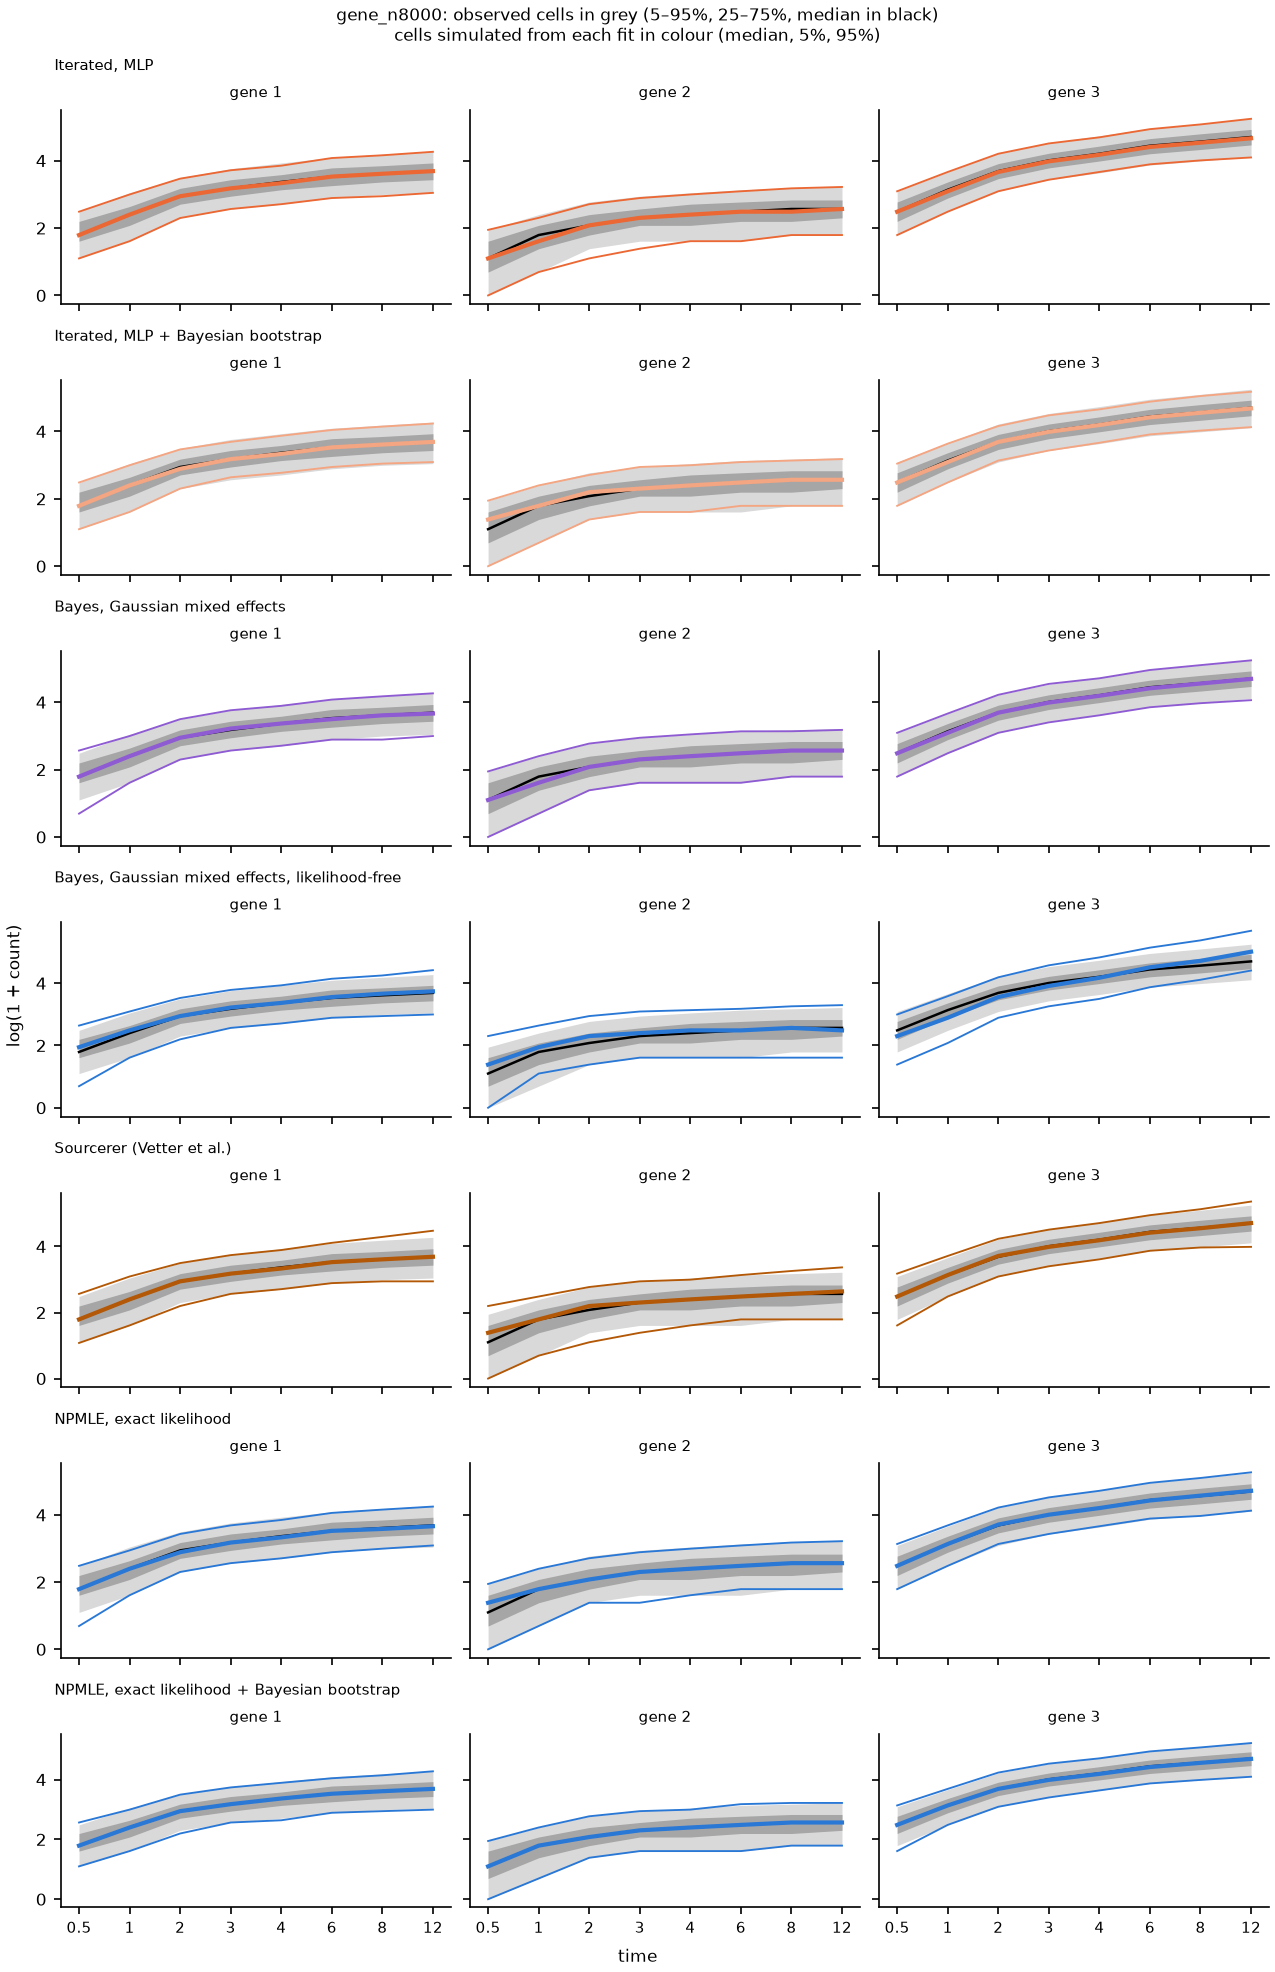 gene_n8000: observed cells in grey (5–95%, 25–75%, median in black)
cells simulated from each fit in colour (median, 5%, 95%)
Iterated, MLP
gene 1
gene 2
gene 3
4
2
0
Iterated, MLP + Bayesian bootstrap
gene 1
gene 2
gene 3
4
2
0
Bayes, Gaussian mixed effects
gene 1
gene 2
gene 3
4
2
0
Bayes, Gaussian mixed effects, likelihood-free
gene 1
gene 2
gene 3
4
2
0
log(1 + count)
Sourcerer (Vetter et al.)
gene 1
gene 2
gene 3
4
2
0
NPMLE, exact likelihood
gene 1
gene 2
gene 3
4
2
0
NPMLE, exact likelihood + Bayesian bootstrap
gene 1
gene 2
gene 3
4
2
0
0.5 1 2 3 4 6 8 12
0.5 1 2 3 4 6 8 12
0.5 1 2 3 4 6 8 12
time